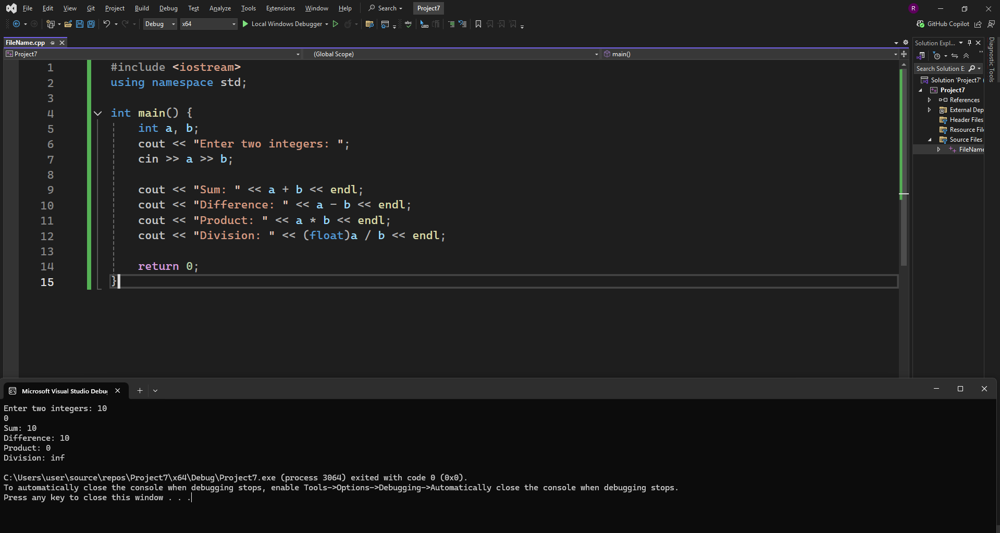 File Edit View Git Project Build Debug Test Analyze Tools Extensions Window Help Search Project7 R
Debug x64 Local Windows Debugger abc GitHub Copilot
FileName.cpp
Project7 (Global Scope) main()
1 #include <iostream>
2 using namespace std;
3
4 int main() {
5 int a, b;
6 cout << "Enter two integers: ";
7 cin >> a >> b;
8
9 cout << "Sum: " << a + b << endl;
10 cout << "Difference: " << a - b << endl;
11 cout << "Product: " << a * b << endl;
12 cout << "Division: " << (float)a / b << endl;
13
14 return 0;
15 }
Solution Expl...
Search Solution E
Solution 'Project7' (
Project7
References
External Dep
Header Files
Resource File
Source Files
FileName
Diagnostic Tools
Microsoft Visual Studio Debug
Enter two integers: 10
0
Sum: 10
Difference: 10
Product: 0
Division: inf
C:\Users\user\source\repos\Project7\x64\Debug\Project7.exe (process 3064) exited with code 0 (0x0).
To automatically close the console when debugging stops, enable Tools->Options->Debugging->Automatically close the console when debugging stops.
Press any key to close this window . . .